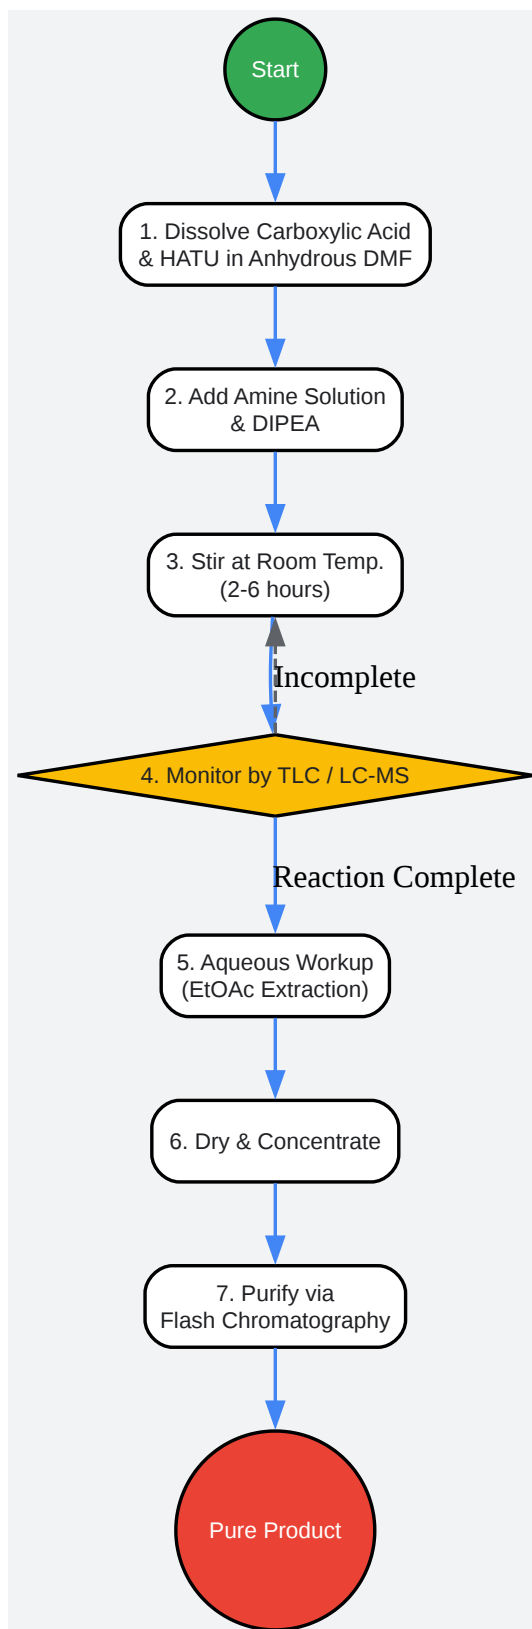 Start
1. Dissolve Carboxylic Acid
& HATU in Anhydrous DMF
2. Add Amine Solution
& DIPEA
3. Stir at Room Temp.
(2-6 hours)
Incomplete
4. Monitor by TLC / LC-MS
Reaction Complete
5. Aqueous Workup
(EtOAc Extraction)
6. Dry & Concentrate
7. Purify via
Flash Chromatography
Pure Product